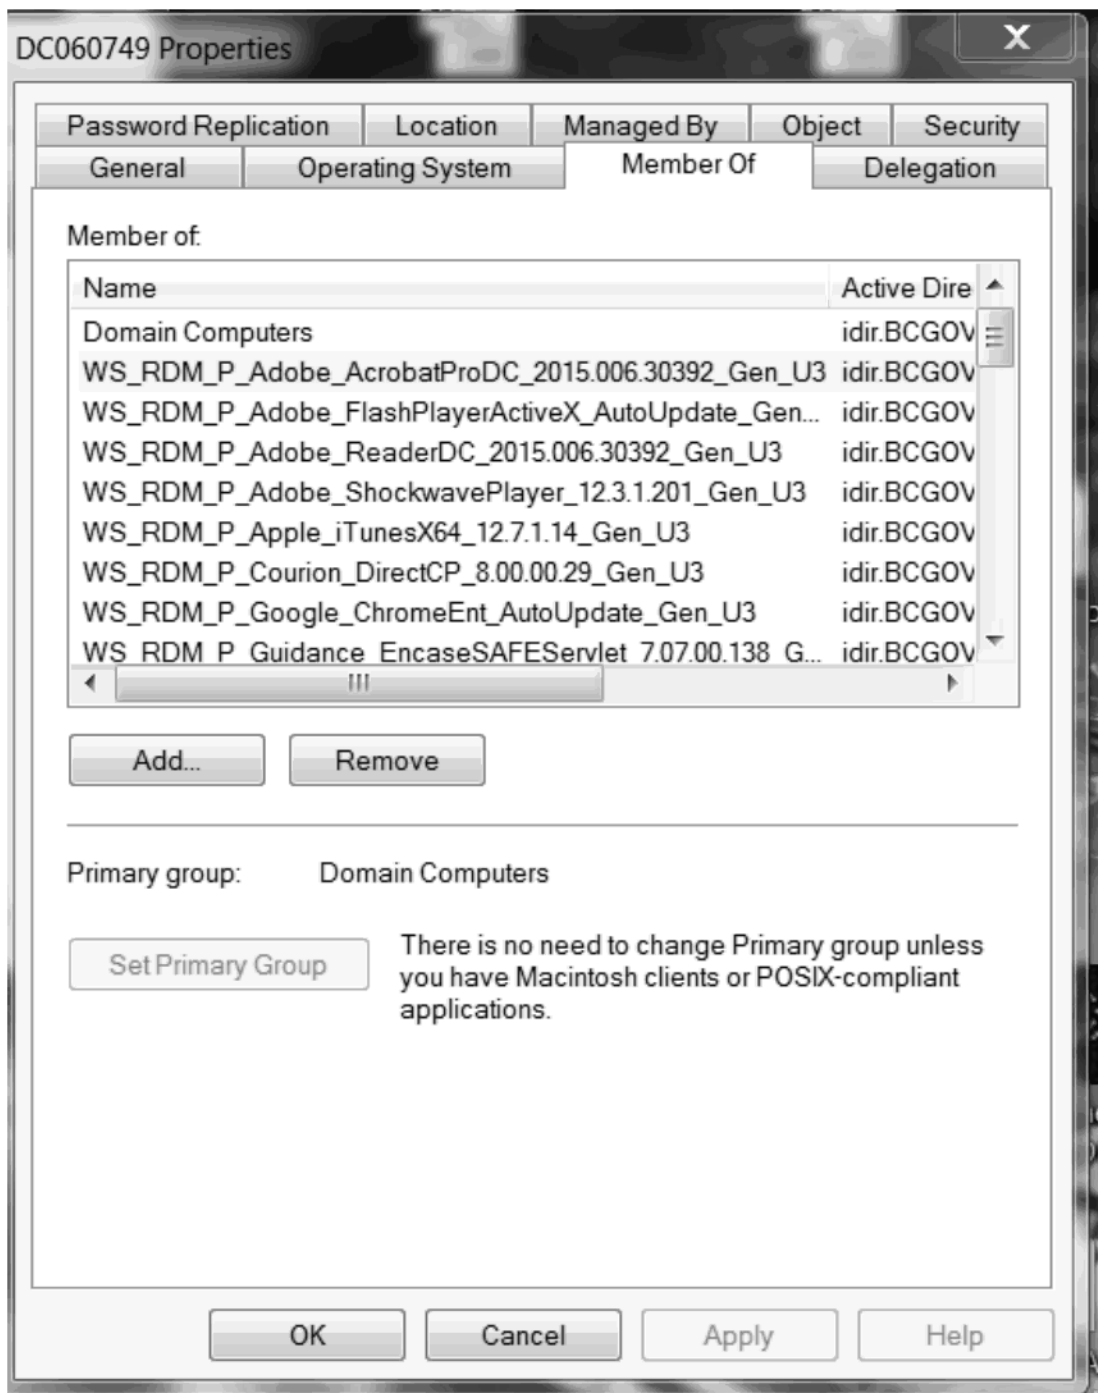 DC060749 Properties
X
Password Replication Location Managed By Object Security
General Operating System Member Of Delegation
Member of:
Name Active Dire
Domain Computers idir.BCGOV
WS_RDM_P_Adobe_AcrobatProDC_2015.006.30392_Gen_U3 idir.BCGOV
WS_RDM_P_Adobe_FlashPlayerActiveX_AutoUpdate_Gen... idir.BCGOV
WS_RDM_P_Adobe_ReaderDC_2015.006.30392_Gen_U3 idir.BCGOV
WS_RDM_P_Adobe_ShockwavePlayer_12.3.1.201_Gen_U3 idir.BCGOV
WS_RDM_P_Apple_iTunesX64_12.7.1.14_Gen_U3 idir.BCGOV
WS_RDM_P_Courion_DirectCP_8.00.00.29_Gen_U3 idir.BCGOV
WS_RDM_P_Google_ChromeEnt_AutoUpdate_Gen_U3 idir.BCGOV
WS_RDM_P_Guidance_EncaseSAFEServlet_7.07.00.138_G... idir.BCGOV
Add... Remove
Primary group: Domain Computers
Set Primary Group
There is no need to change Primary group unless
you have Macintosh clients or POSIX-compliant
applications.
OK Cancel Apply Help